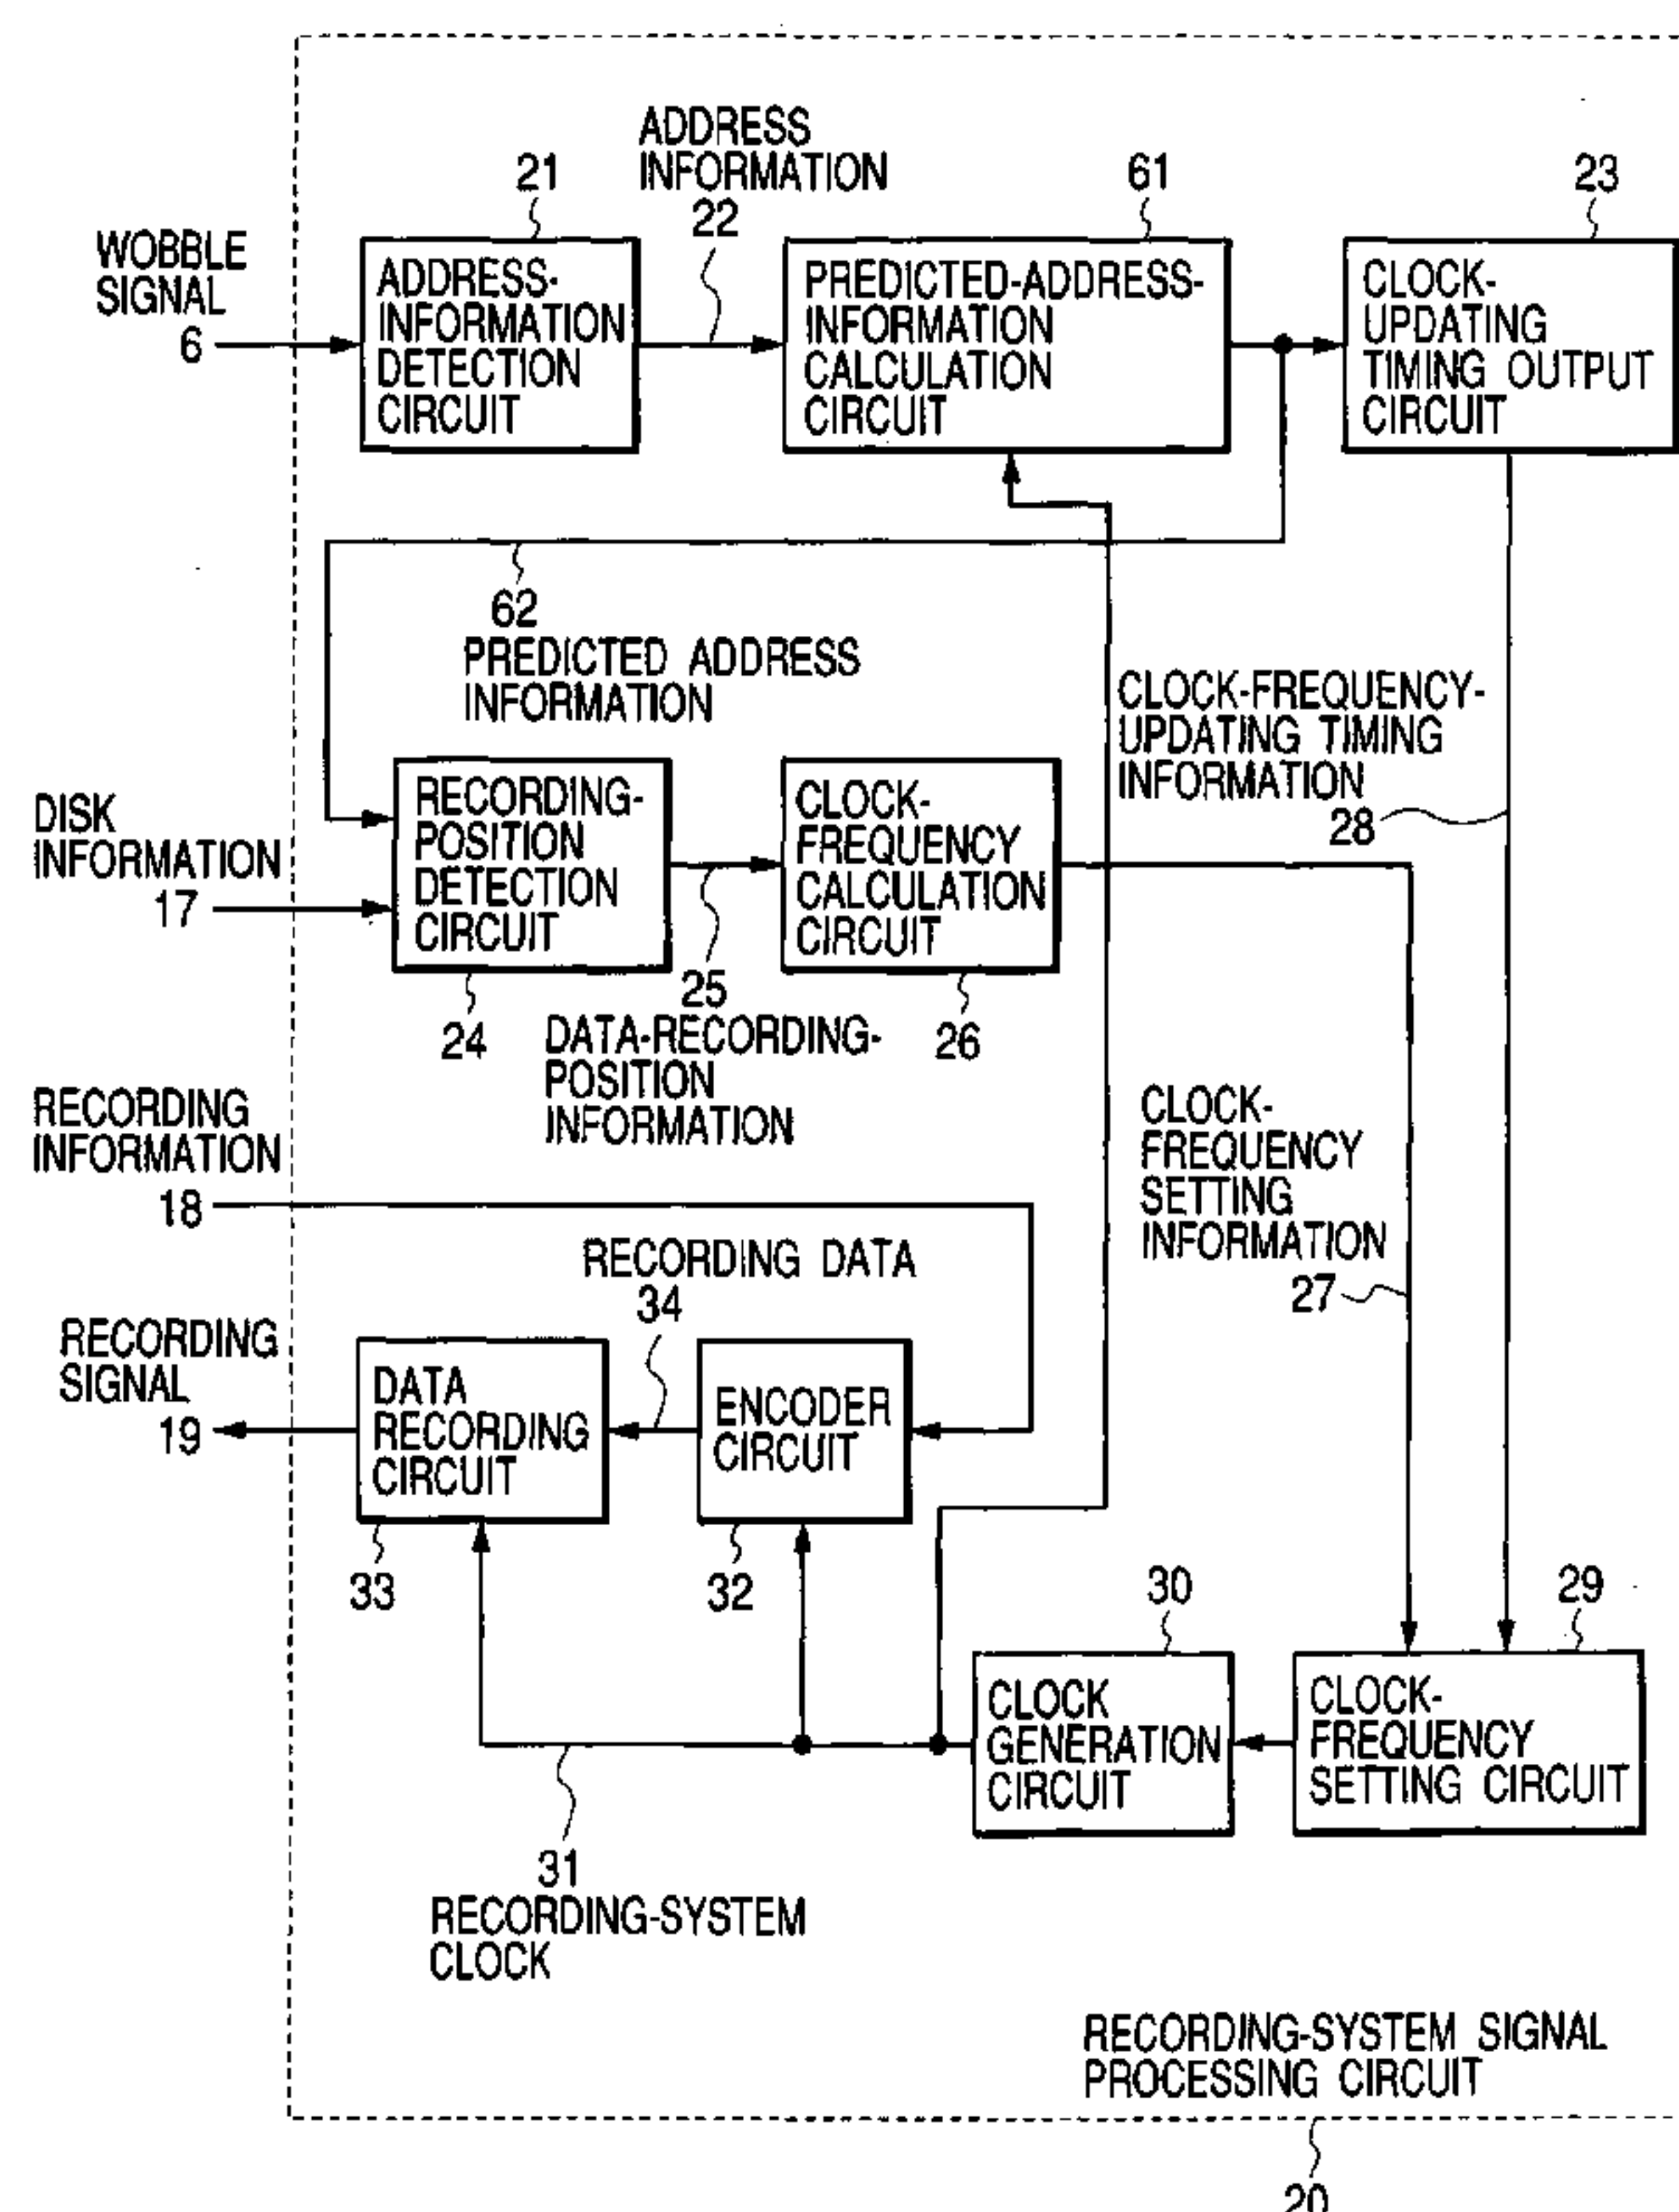 ADDRESS
INFORMATION
22
21
61
23
WOBBLE
SIGNAL
6
ADDRESS-
INFORMATION
DETECTION
CIRCUIT
PREDICTED-ADDRESS-
INFORMATION
CALCULATION
CIRCUIT
CLOCK-
UPDATING
TIMING OUTPUT
CIRCUIT
62
PREDICTED ADDRESS
INFORMATION
CLOCK-FREQUENCY-
UPDATING TIMING
INFORMATION
28
DISK
INFORMATION
17
RECORDING-
POSITION
DETECTION
CIRCUIT
CLOCK-
FREQUENCY
CALCULATION
CIRCUIT
24
25
DATA-RECORDING-
POSITION
INFORMATION
26
RECORDING
INFORMATION
18
CLOCK-
FREQUENCY
SETTING
INFORMATION
27
RECORDING DATA
34
RECORDING
SIGNAL
19
DATA
RECORDING
CIRCUIT
ENCODER
CIRCUIT
33
32
30
29
CLOCK
GENERATION
CIRCUIT
CLOCK-
FREQUENCY
SETTING CIRCUIT
31
RECORDING-SYSTEM
CLOCK
RECORDING-SYSTEM SIGNAL
PROCESSING CIRCUIT
20